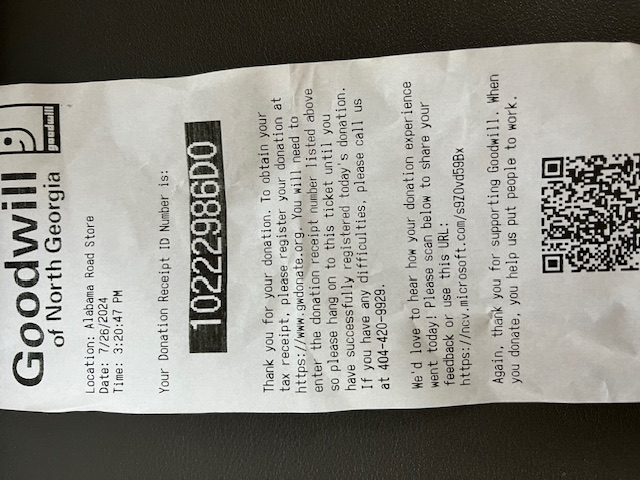 Goodwill
of North Georgia
goodwill
Location: Alabama Road Store
Date: 7/26/2024
Time: 3:20:47 PM
Your Donation Receipt ID Number is:
10222986D0
Thank you for your donation. To obtain your
tax receipt, please register your donation at
https://www.gwdonate.org. You will need to
enter the donation receipt number listed above
so please hang on to this ticket until you
have successfully registered today's donation.
If you have any difficulties, please call us
at 404-420-9929.
We'd love to hear how your donation experience
went today! Please scan below to share your
feedback or use this URL:
https://ncv.microsoft.com/s9Z0vd59Bx
Again, thank you for supporting Goodwill. When
you donate, you help us put people to work.